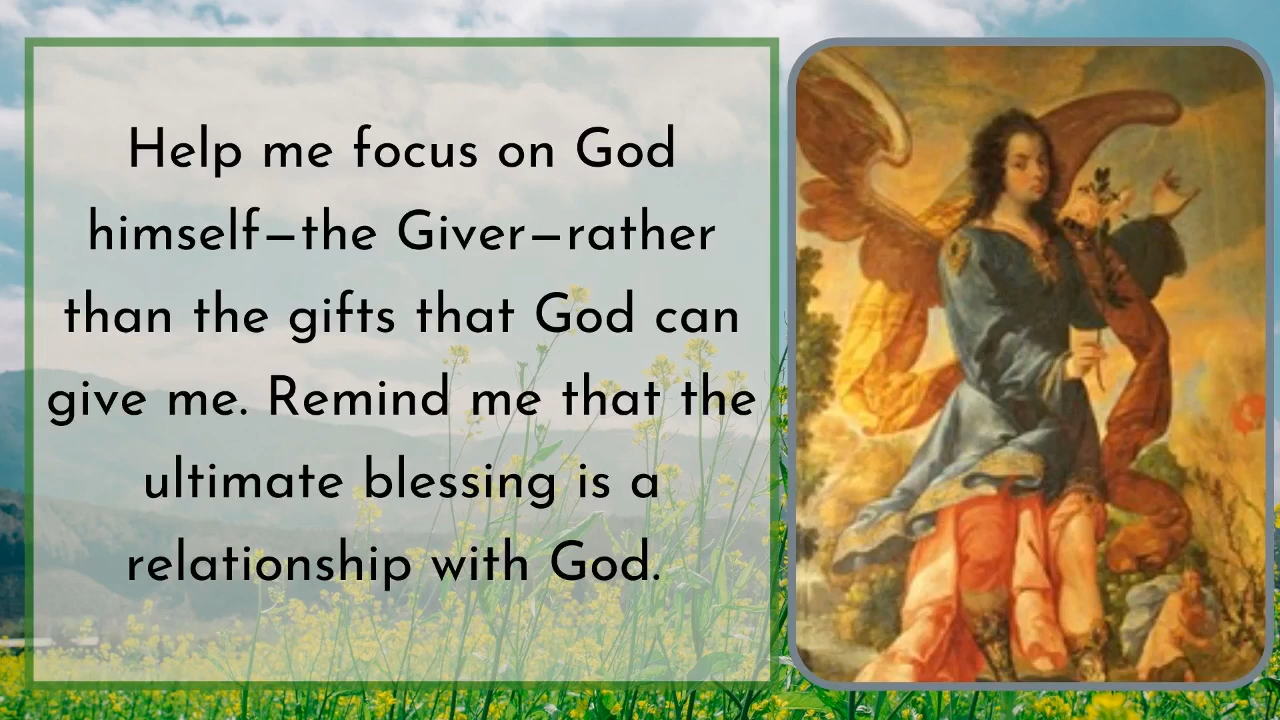 Help me focus on God
himself—the Giver—rather
than the gifts that God can
give me. Remind me that the
ultimate blessing is a
relationship with God.